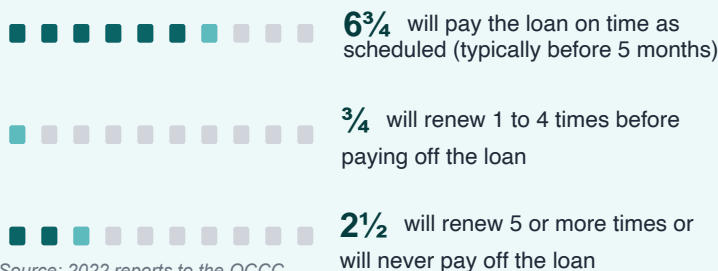 6¾ will pay the loan on time as
scheduled (typically before 5 months)
¾ will renew 1 to 4 times before
paying off the loan
2½ will renew 5 or more times or
will never pay off the loan
Source: 2022 reports to the OCCC